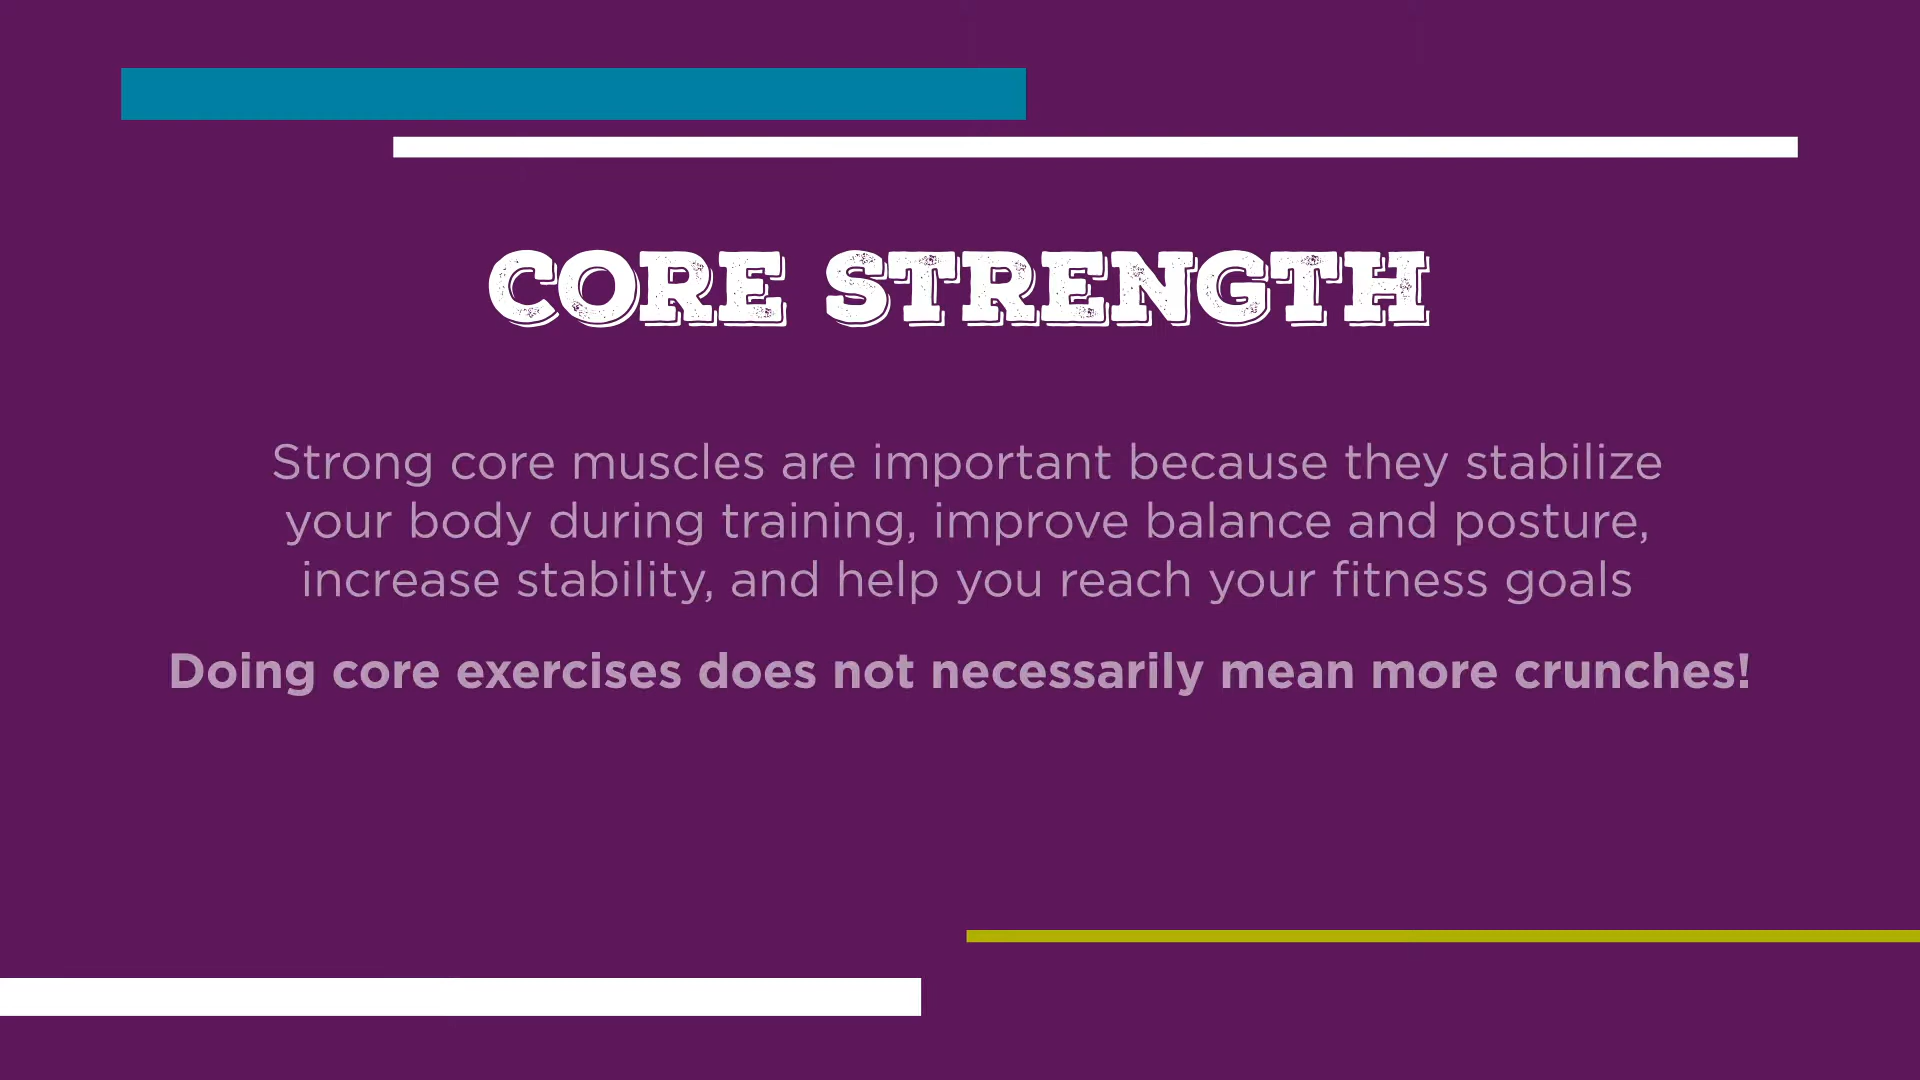 CORE STRENGTH
Strong core muscles are important because they stabilize
your body during training, improve balance and posture,
increase stability, and help you reach your fitness goals
Doing core exercises does not necessarily mean more crunches!